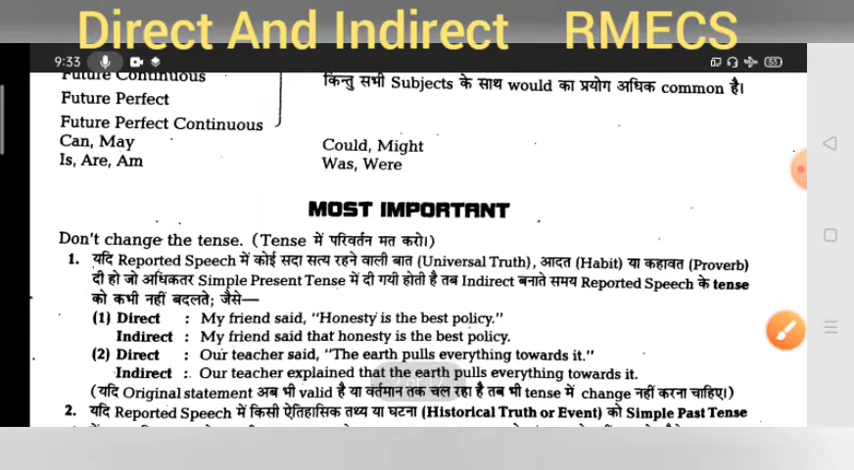 Direct And Indirect RMECS
9:33
53
Future Continuous
किन्तु सभी Subjects के साथ would का प्रयोग अधिक common है।
Future Perfect
Future Perfect Continuous
Can, May Could, Might
Is, Are, Am Was, Were
MOST IMPORTANT
Don't change the tense. (Tense में परिवर्तन मत करो।)
1. यदि Reported Speech में कोई सदा सत्य रहने वाली बात (Universal Truth), आदत (Habit) या कहावत (Proverb)
दी हो जो अधिकतर Simple Present Tense में दी गयी होती है तब Indirect बनाते समय Reported Speech के tense
को कभी नहीं बदलते; जैसे—
(1) Direct : My friend said, "Honesty is the best policy."
Indirect : My friend said that honesty is the best policy.
(2) Direct : Our teacher said, "The earth pulls everything towards it."
Indirect : Our teacher explained that the earth pulls everything towards it.
(यदि Original statement अब भी valid है या वर्तमान तक चल रहा है तब भी tense में change नहीं करना चाहिए।)
2. यदि Reported Speech में किसी ऐतिहासिक तथ्य या घटना (Historical Truth or Event) को Simple Past Tense